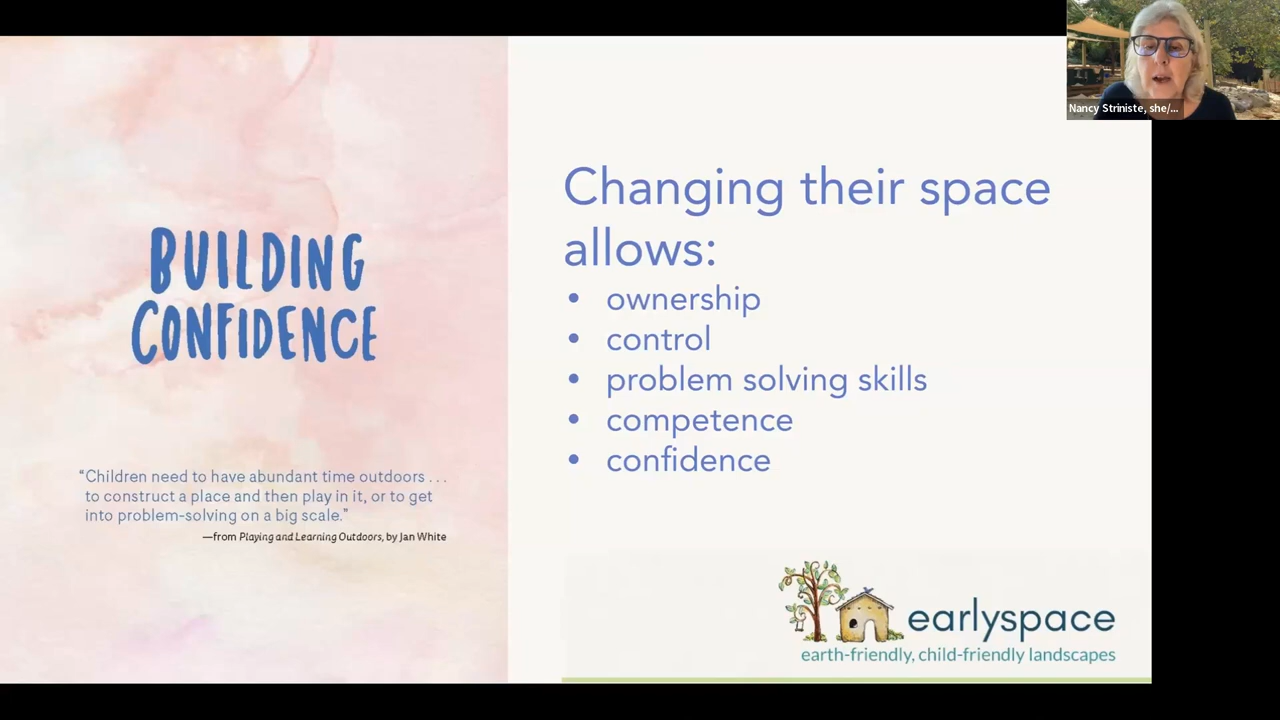 BUILDING
CONFIDENCE
“Children need to have abundant time outdoors . . .
to construct a place and then play in it, or to get
into problem-solving on a big scale.”
—from Playing and Learning Outdoors, by Jan White
Changing their space
allows:
• ownership
• control
• problem solving skills
• competence
• confidence
earlyspace
earth-friendly, child-friendly landscapes
Nancy Striniste, she/...